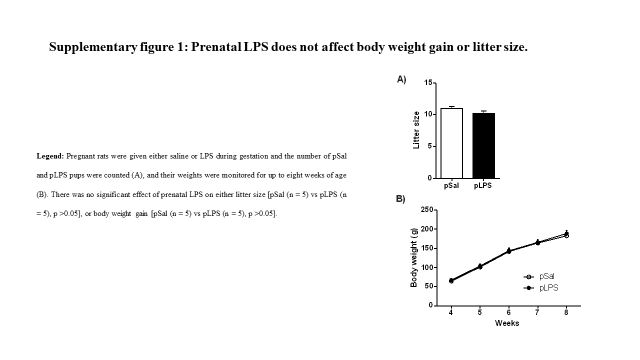 Supplementary figure 1: Prenatal LPS does not affect body weight gain or litter size.
Legend: Pregnant rats were given either saline or LPS during gestation and the number of pSal
and pLPS pups were counted (A), and their weights were monitored for up to eight weeks of age
(B). There was no significant effect of prenatal LPS on either litter size [pSal (n = 5) vs pLPS (n
= 5), p >0.05], or body weight gain [pSal (n = 5) vs pLPS (n = 5), p >0.05].
A)
15
10
5
0
Litter size
pSal pLPS
B)
250
200
150
100
50
0
Body weight (g)
pSal
pLPS
4 5 6 7 8
Weeks